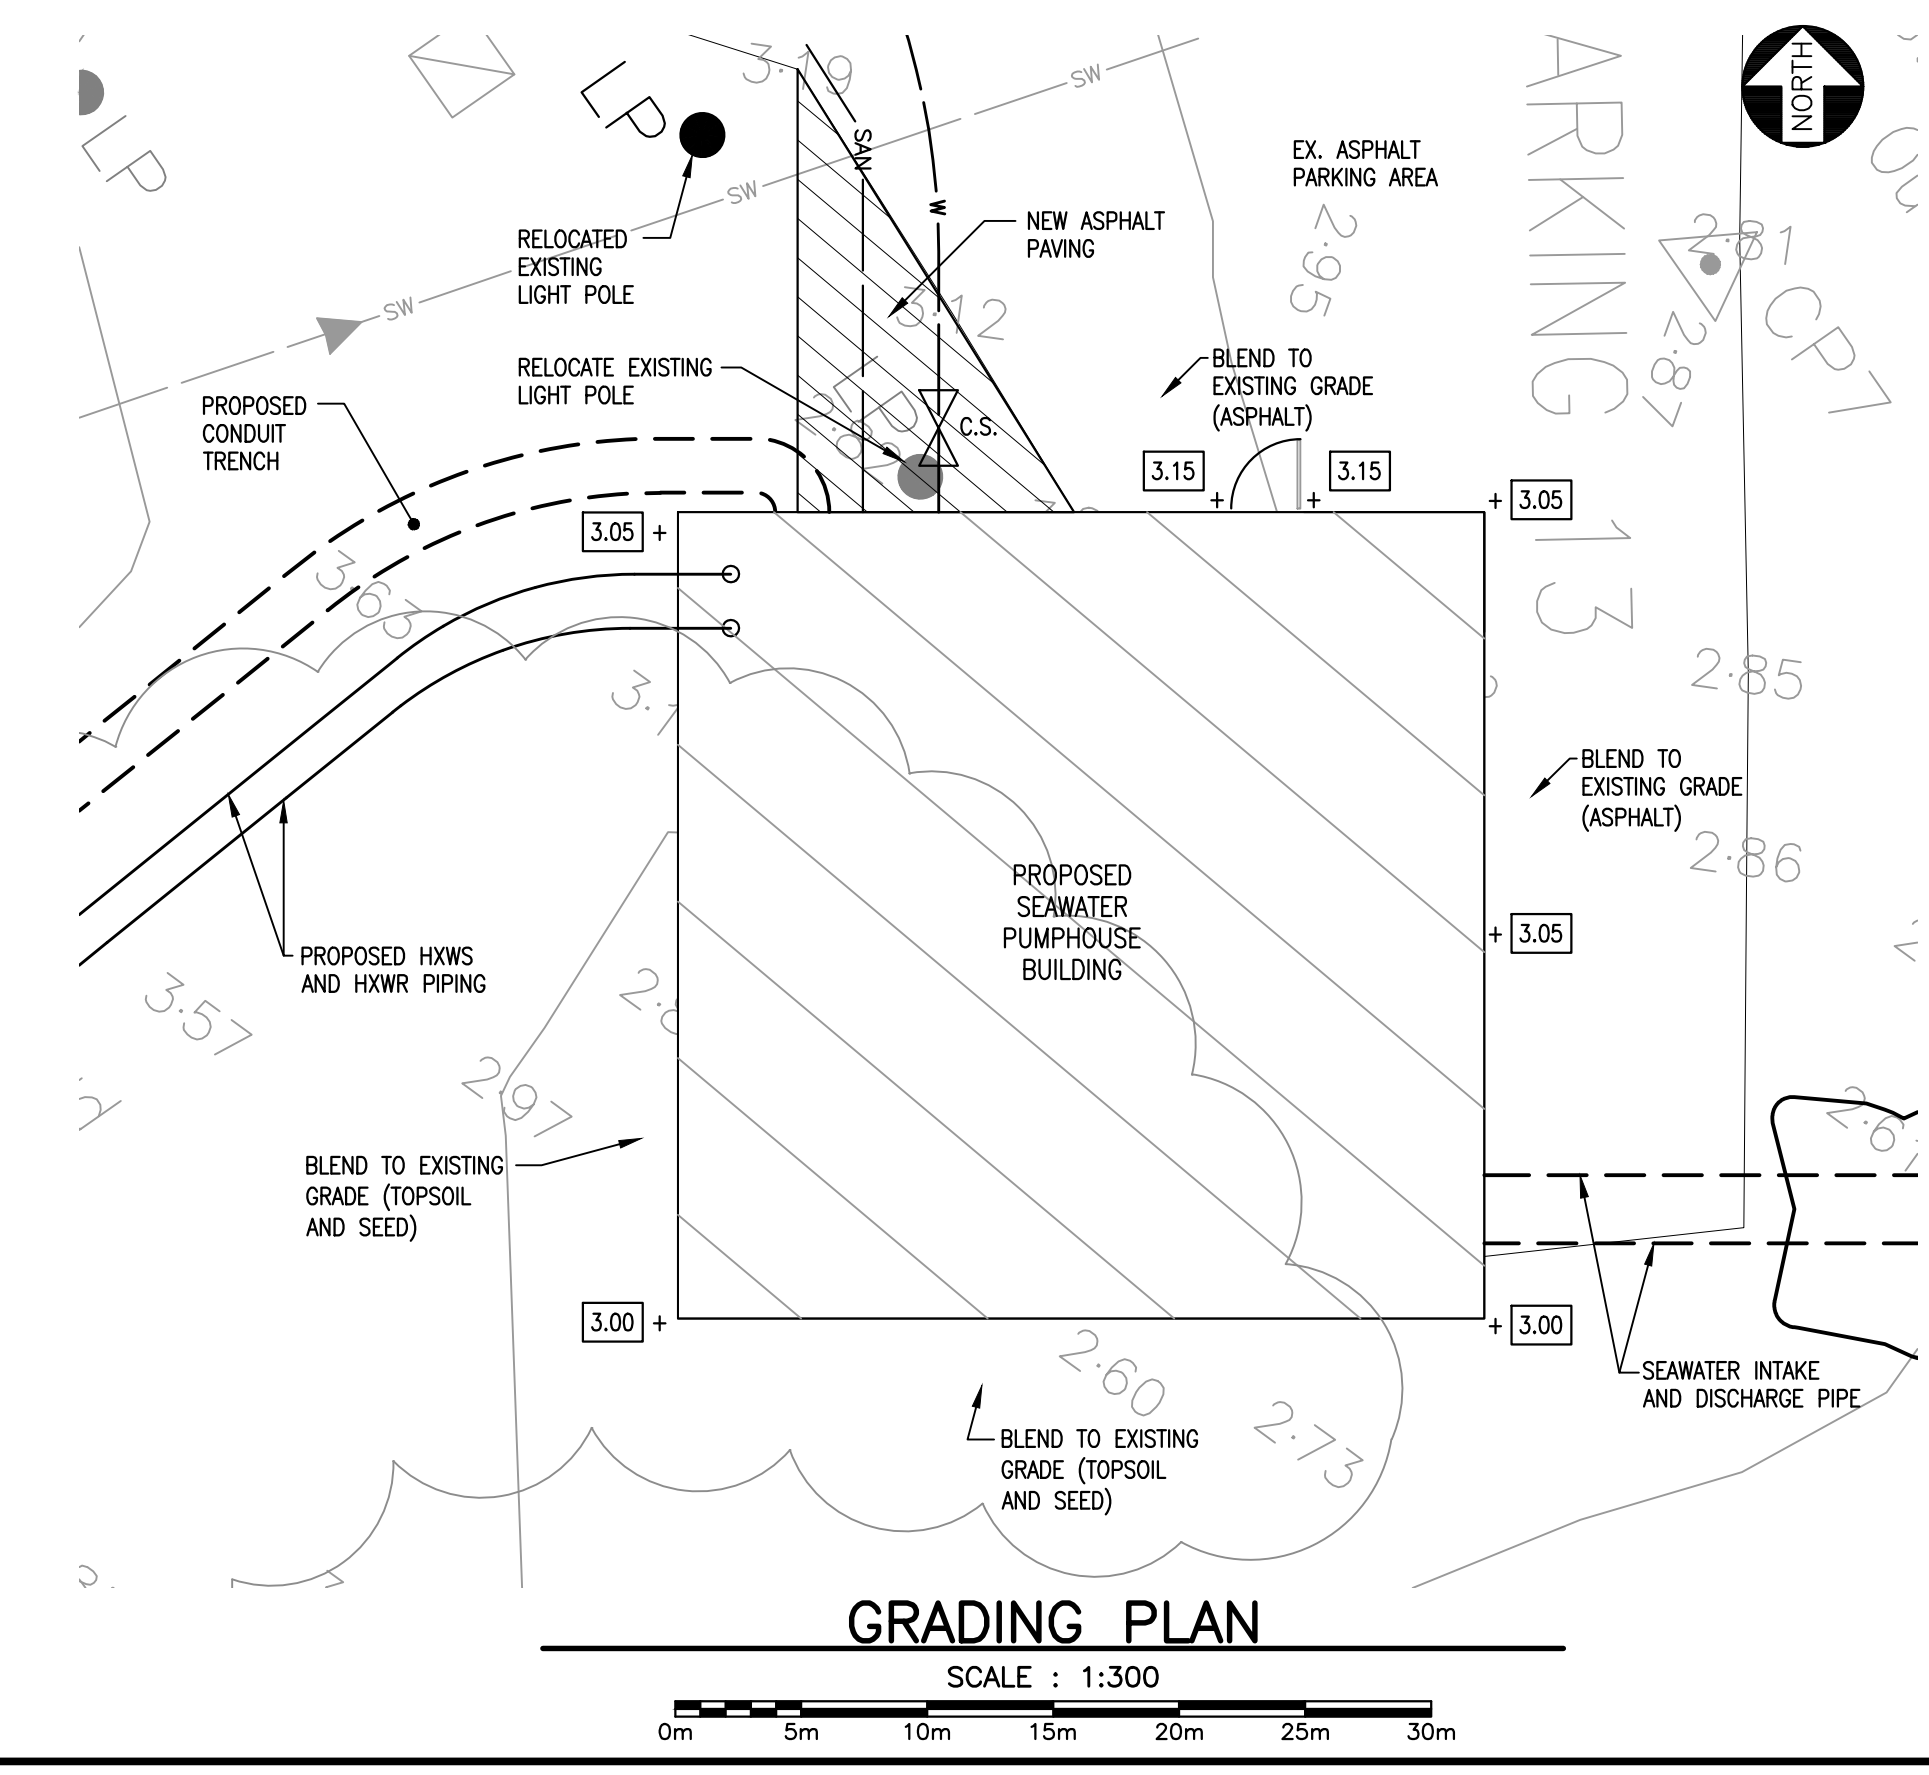 3.19
SW
NORTH
LP
LP
SAN
SW
W
EX. ASPHALT
PARKING AREA
ARKING
RELOCATED
EXISTING
LIGHT POLE
NEW ASPHALT
PAVING
2.95
2.81
SW
3.12
CP7
2.87
RELOCATE EXISTING
LIGHT POLE
LP
BLEND TO
EXISTING GRADE
(ASPHALT)
PROPOSED
CONDUIT
TRENCH
C.S.
3.15
3.15
3.05
3.05
13
3.63
2.85
BLEND TO
EXISTING GRADE
(ASPHALT)
2.86
PROPOSED
SEAWATER
PUMPHOUSE
BUILDING
3.05
PROPOSED HXWS
AND HXWR PIPING
3.57
2.97
BLEND TO EXISTING
GRADE (TOPSOIL
AND SEED)
3.00
3.00
2.60
SEAWATER INTAKE
AND DISCHARGE PIPE
2.73
BLEND TO EXISTING
GRADE (TOPSOIL
AND SEED)
GRADING PLAN
SCALE : 1:300
0m 5m 10m 15m 20m 25m 30m